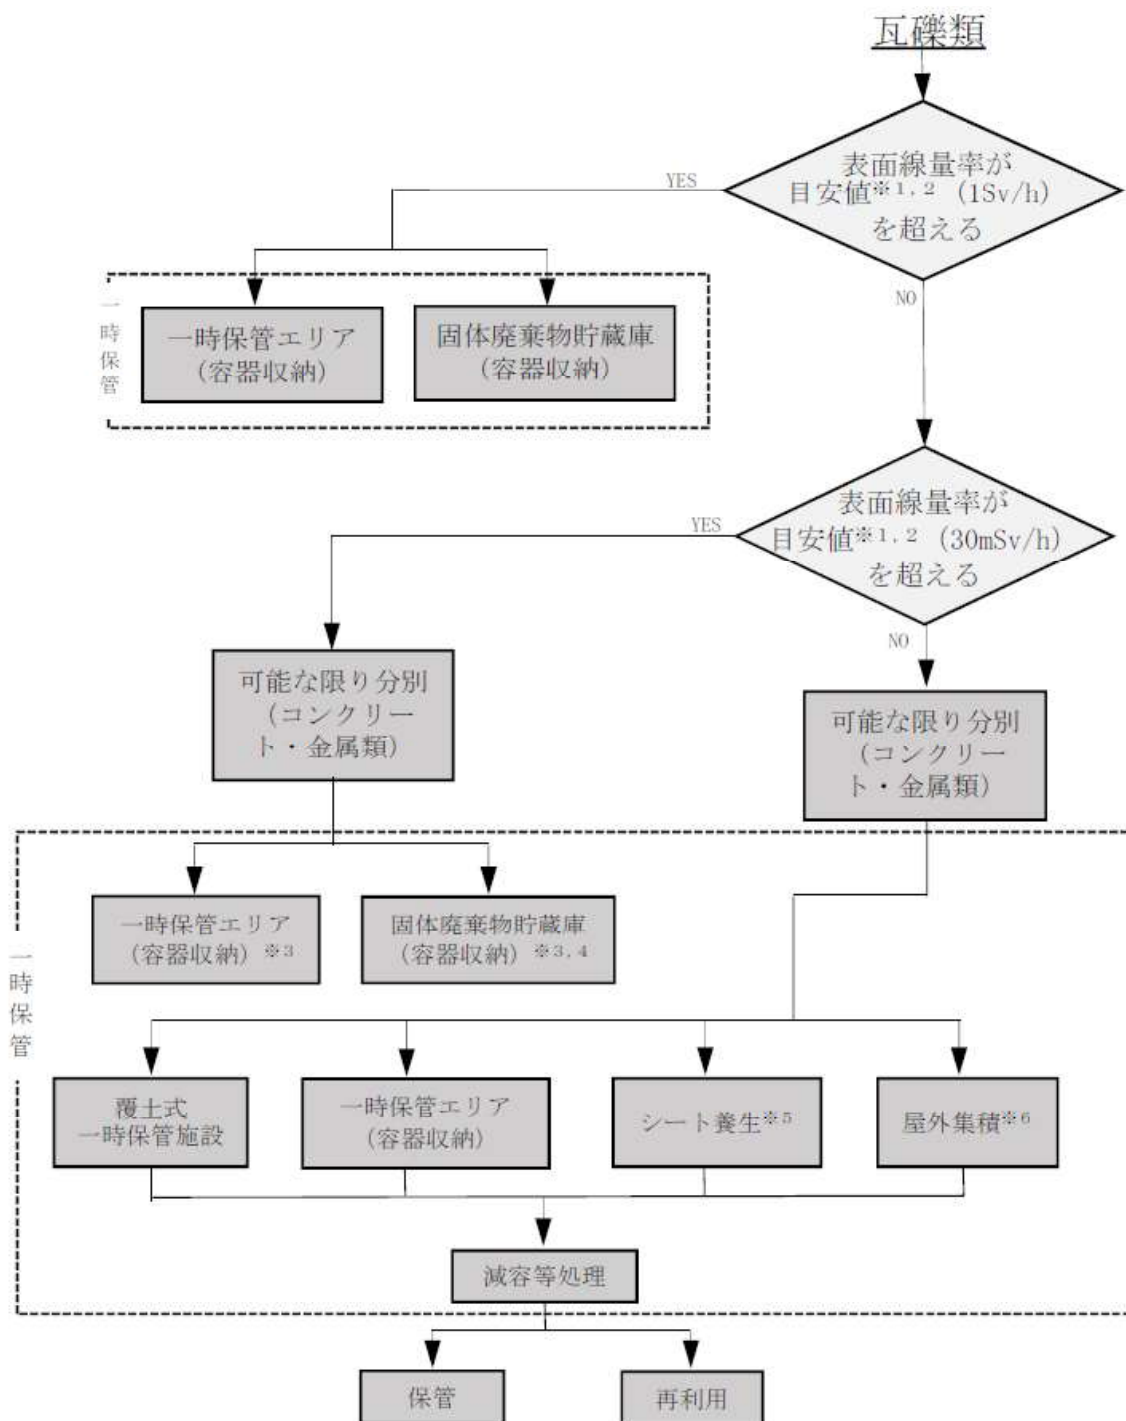 瓦礫類
表面線量率が
目安値※1,2 (1Sv/h)
を超える
YES
NO
一時保管
一時保管エリア
(容器収納)
固体廃棄物貯蔵庫
(容器収納)
表面線量率が
目安値※1,2 (30mSv/h)
を超える
YES
NO
可能な限り分別
(コンクリー
ト・金属類)
可能な限り分別
(コンクリー
ト・金属類)
一時保管
一時保管エリア
(容器収納)※3
固体廃棄物貯蔵庫
(容器収納)※3,4
覆土式
一時保管施設
一時保管エリア
(容器収納)
シート養生※5
屋外集積※6
減容等処理
保管
再利用